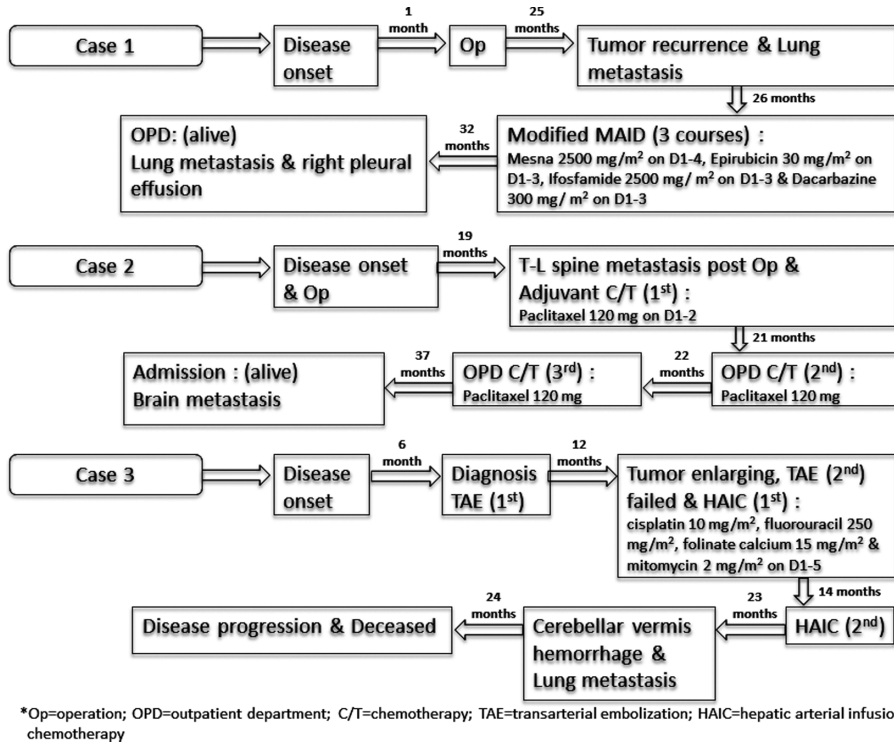 1
month
25
months
Case 1
Disease
onset
Op
Tumor recurrence & Lung
metastasis
26 months
OPD: (alive)
Lung metastasis & right pleural
effusion
32
months
Modified MAID (3 courses) :
Mesna 2500 mg/m² on D1-4, Epirubicin 30 mg/m² on
D1-3, Ifosfamide 2500 mg/ m² on D1-3 & Dacarbazine
300 mg/ m² on D1-3
Case 2
Disease onset
& Op
19
months
T-L spine metastasis post Op &
Adjuvant C/T (1st) :
Paclitaxel 120 mg on D1-2
21 months
Admission : (alive)
Brain metastasis
37
months
OPD C/T (3rd) :
Paclitaxel 120 mg
22
months
OPD C/T (2nd) :
Paclitaxel 120 mg
Case 3
Disease
onset
6
month
Diagnosis
TAE (1st)
12
months
Tumor enlarging, TAE (2nd)
failed & HAIC (1st) :
cisplatin 10 mg/m², fluorouracil 250
mg/m², folinate calcium 15 mg/m² &
mitomycin 2 mg/m² on D1-5
14 months
Disease progression & Deceased
24
months
Cerebellar vermis
hemorrhage &
Lung metastasis
23
months
HAIC (2nd)
*Op=operation; OPD=outpatient department; C/T=chemotherapy; TAE=transarterial embolization; HAIC=hepatic arterial infusio
chemotherapy